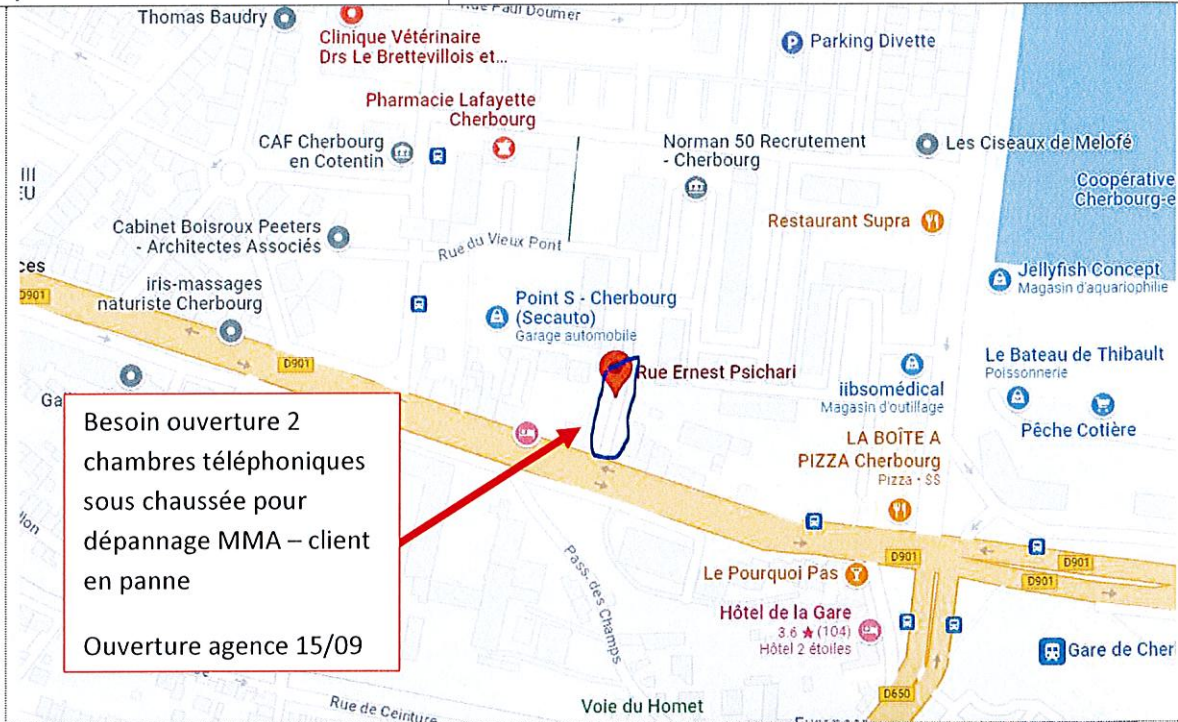 Rue Paul Doumer
Thomas Baudry
Clinique Vétérinaire
Drs Le Brettevillois et...
Parking Divette
Pharmacie Lafayette
Cherbourg
CAF Cherbourg
en Cotentin
Norman 50 Recrutement
- Cherbourg
Les Ciseaux de Melofé
III
EU
Coopérative
Cherbourg-e
Cabinet Boisroux Peeters
- Architectes Associés
Rue du Vieux Pont
Restaurant Supra
ces
D901
iris-massages
naturiste Cherbourg
Point S - Cherbourg
(Secauto)
Garage automobile
Jellyfish Concept
Magasin d'aquariophilie
D901
Rue Ernest Psichari
iibsomédical
Magasin d'outillage
Le Bateau de Thibault
Poissonnerie
Ga
Pêche Cotière
Besoin ouverture 2
chambres téléphoniques
sous chaussée pour
dépannage MMA – client
en panne
Ouverture agence 15/09
LA BOÎTE A
PIZZA Cherbourg
Pizza • $$
Pass. des Champs
D901
D901
D901
Le Pourquoi Pas
Hôtel de la Gare
3.6 ★ (104)
Hôtel 2 étoiles
Gare de Cher
D650
Rue de Ceinture
Voie du Homet